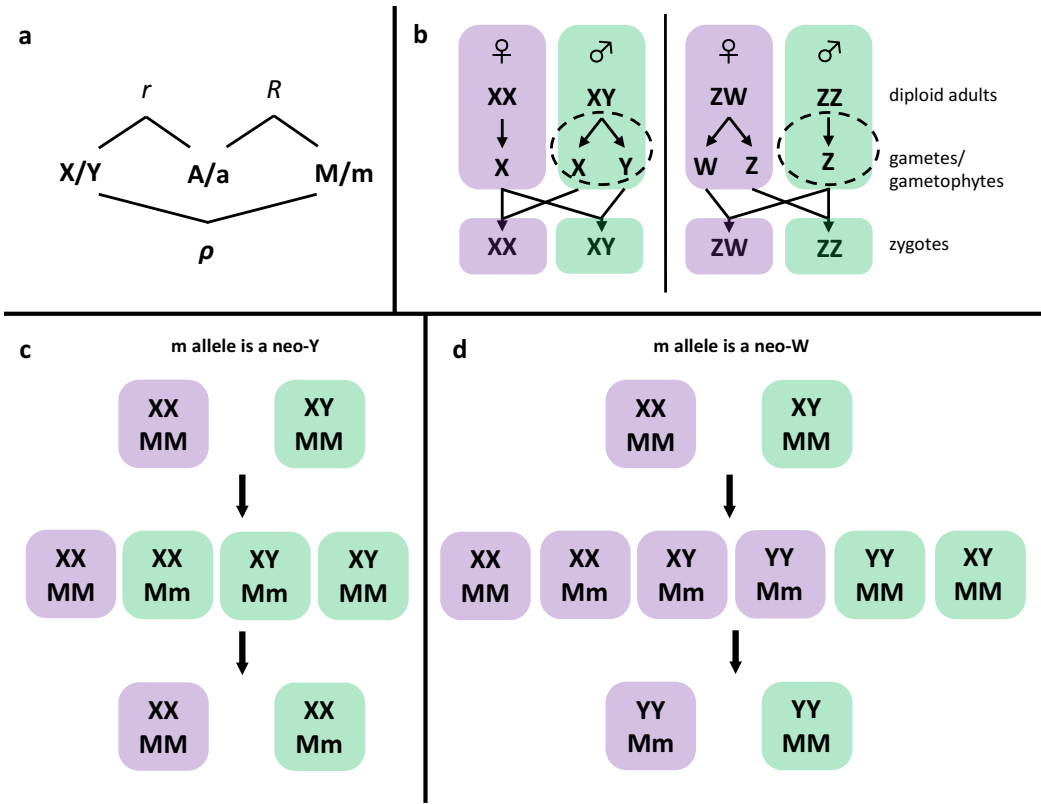 a
r R
X/Y A/a M/m
ρ
b
♀ ♂ ♀ ♂
XX XY ZW ZZ diploid adults
X X Y W Z Z gametes/
gametophytes
XX XY ZW ZZ zygotes
c
m allele is a neo-Y
XX XY
MM MM
XX XX XY XY
MM Mm Mm MM
XX XX
MM Mm
d
m allele is a neo-W
XX XY
MM MM
XX XX XY YY YY XY
MM Mm Mm Mm MM MM
YY YY
Mm MM